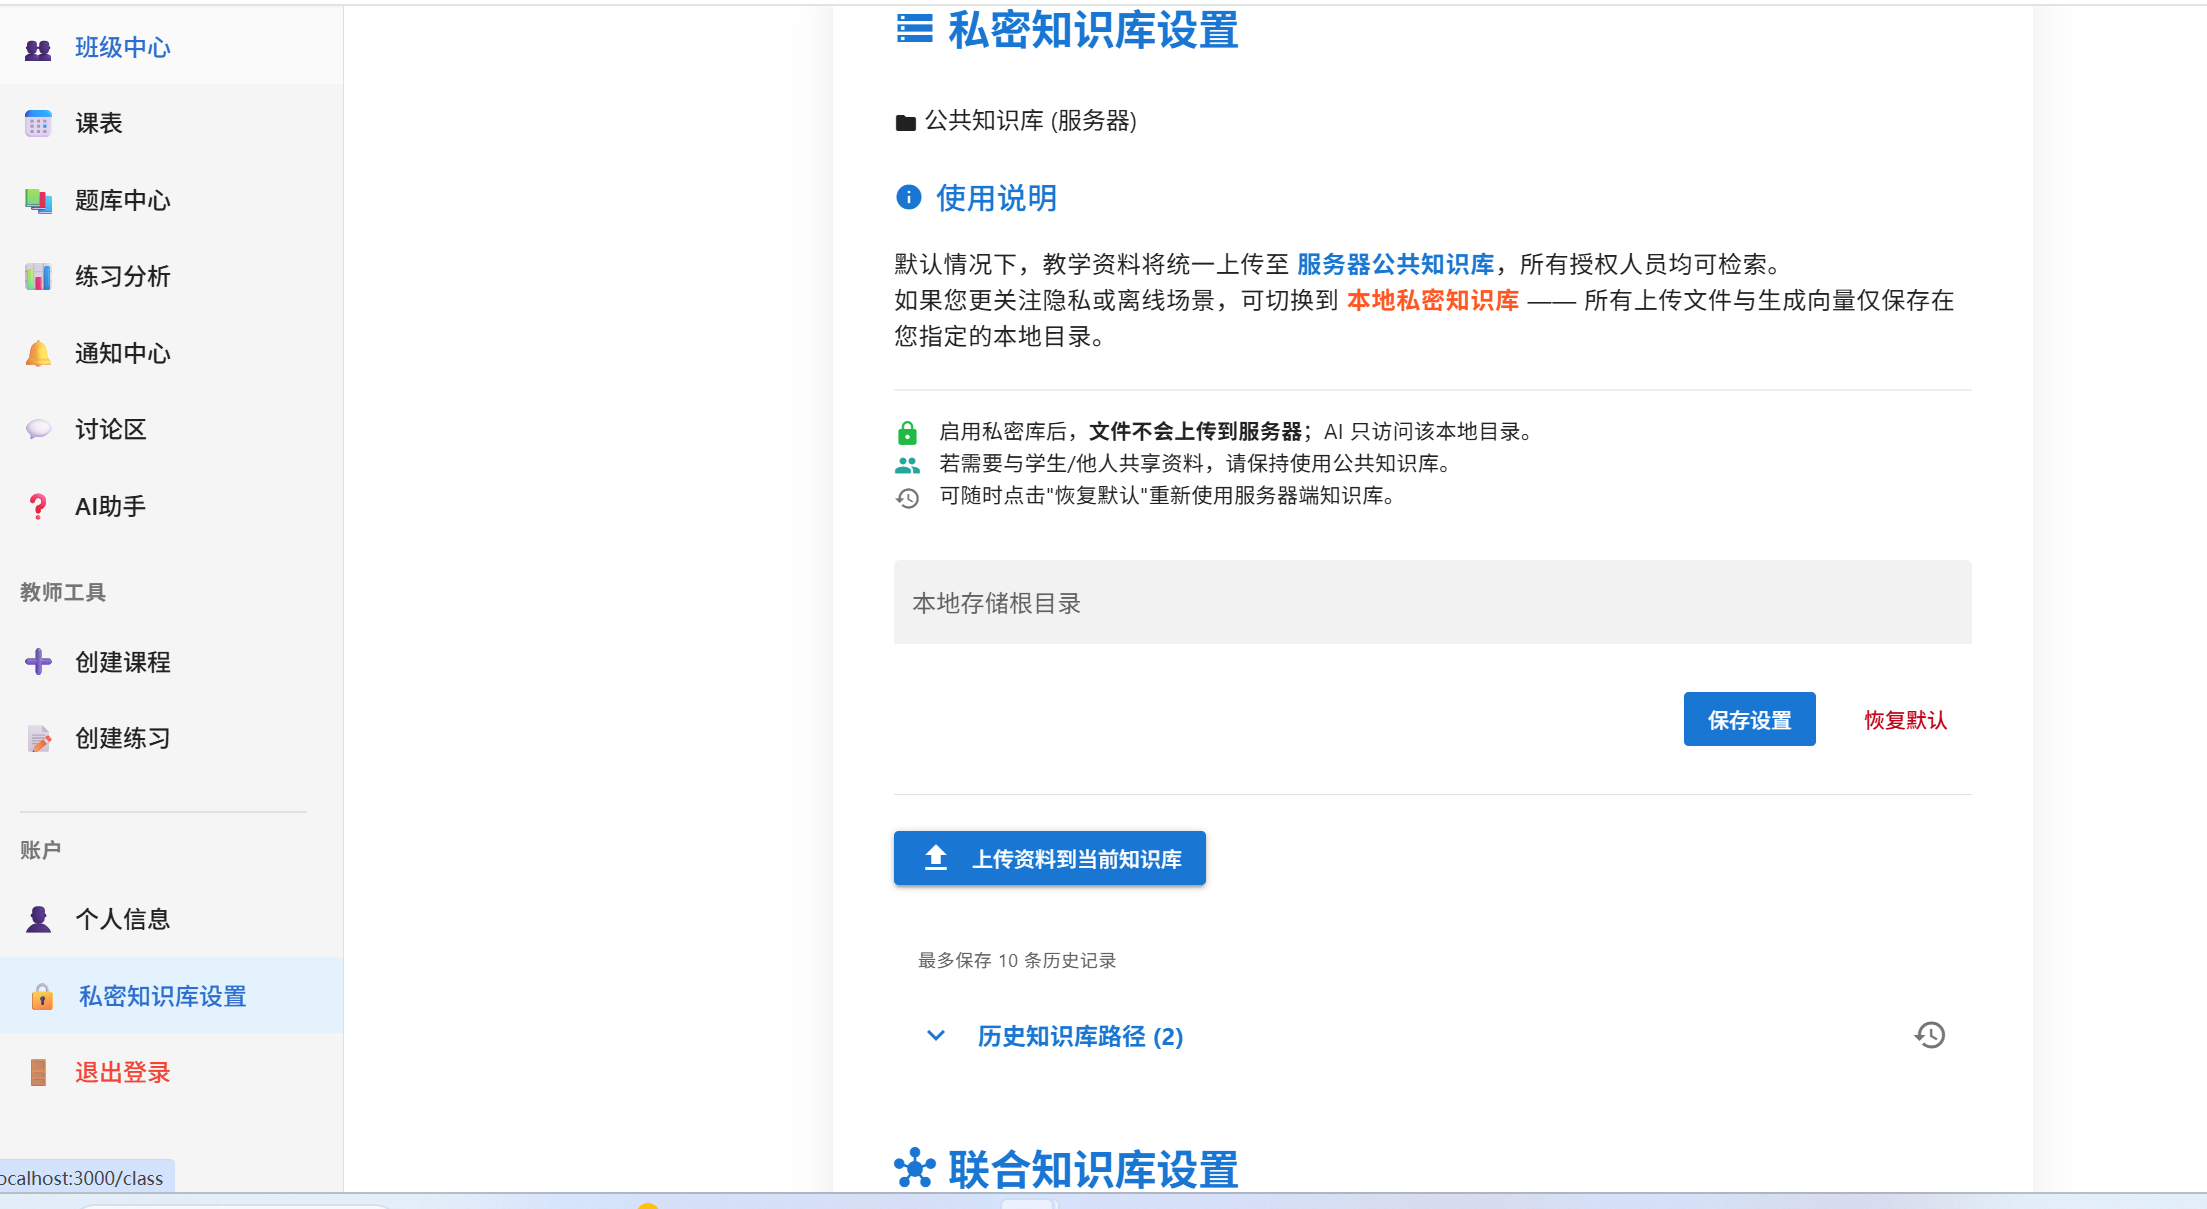 班级中心
课表
题库中心
练习分析
通知中心
讨论区
AI助手
教师工具
创建课程
创建练习
账户
个人信息
私密知识库设置
退出登录
ocalhost:3000/class
私密知识库设置
公共知识库 (服务器)
使用说明
默认情况下，教学资料将统一上传至 服务器公共知识库，所有授权人员均可检索。
如果您更关注隐私或离线场景，可切换到 本地私密知识库 —— 所有上传文件与生成向量仅保存在
您指定的本地目录。
启用私密库后，文件不会上传到服务器；AI 只访问该本地目录。
若需要与学生/他人共享资料，请保持使用公共知识库。
可随时点击"恢复默认"重新使用服务器端知识库。
本地存储根目录
保存设置
恢复默认
上传资料到当前知识库
最多保存 10 条历史记录
历史知识库路径 (2)
联合知识库设置